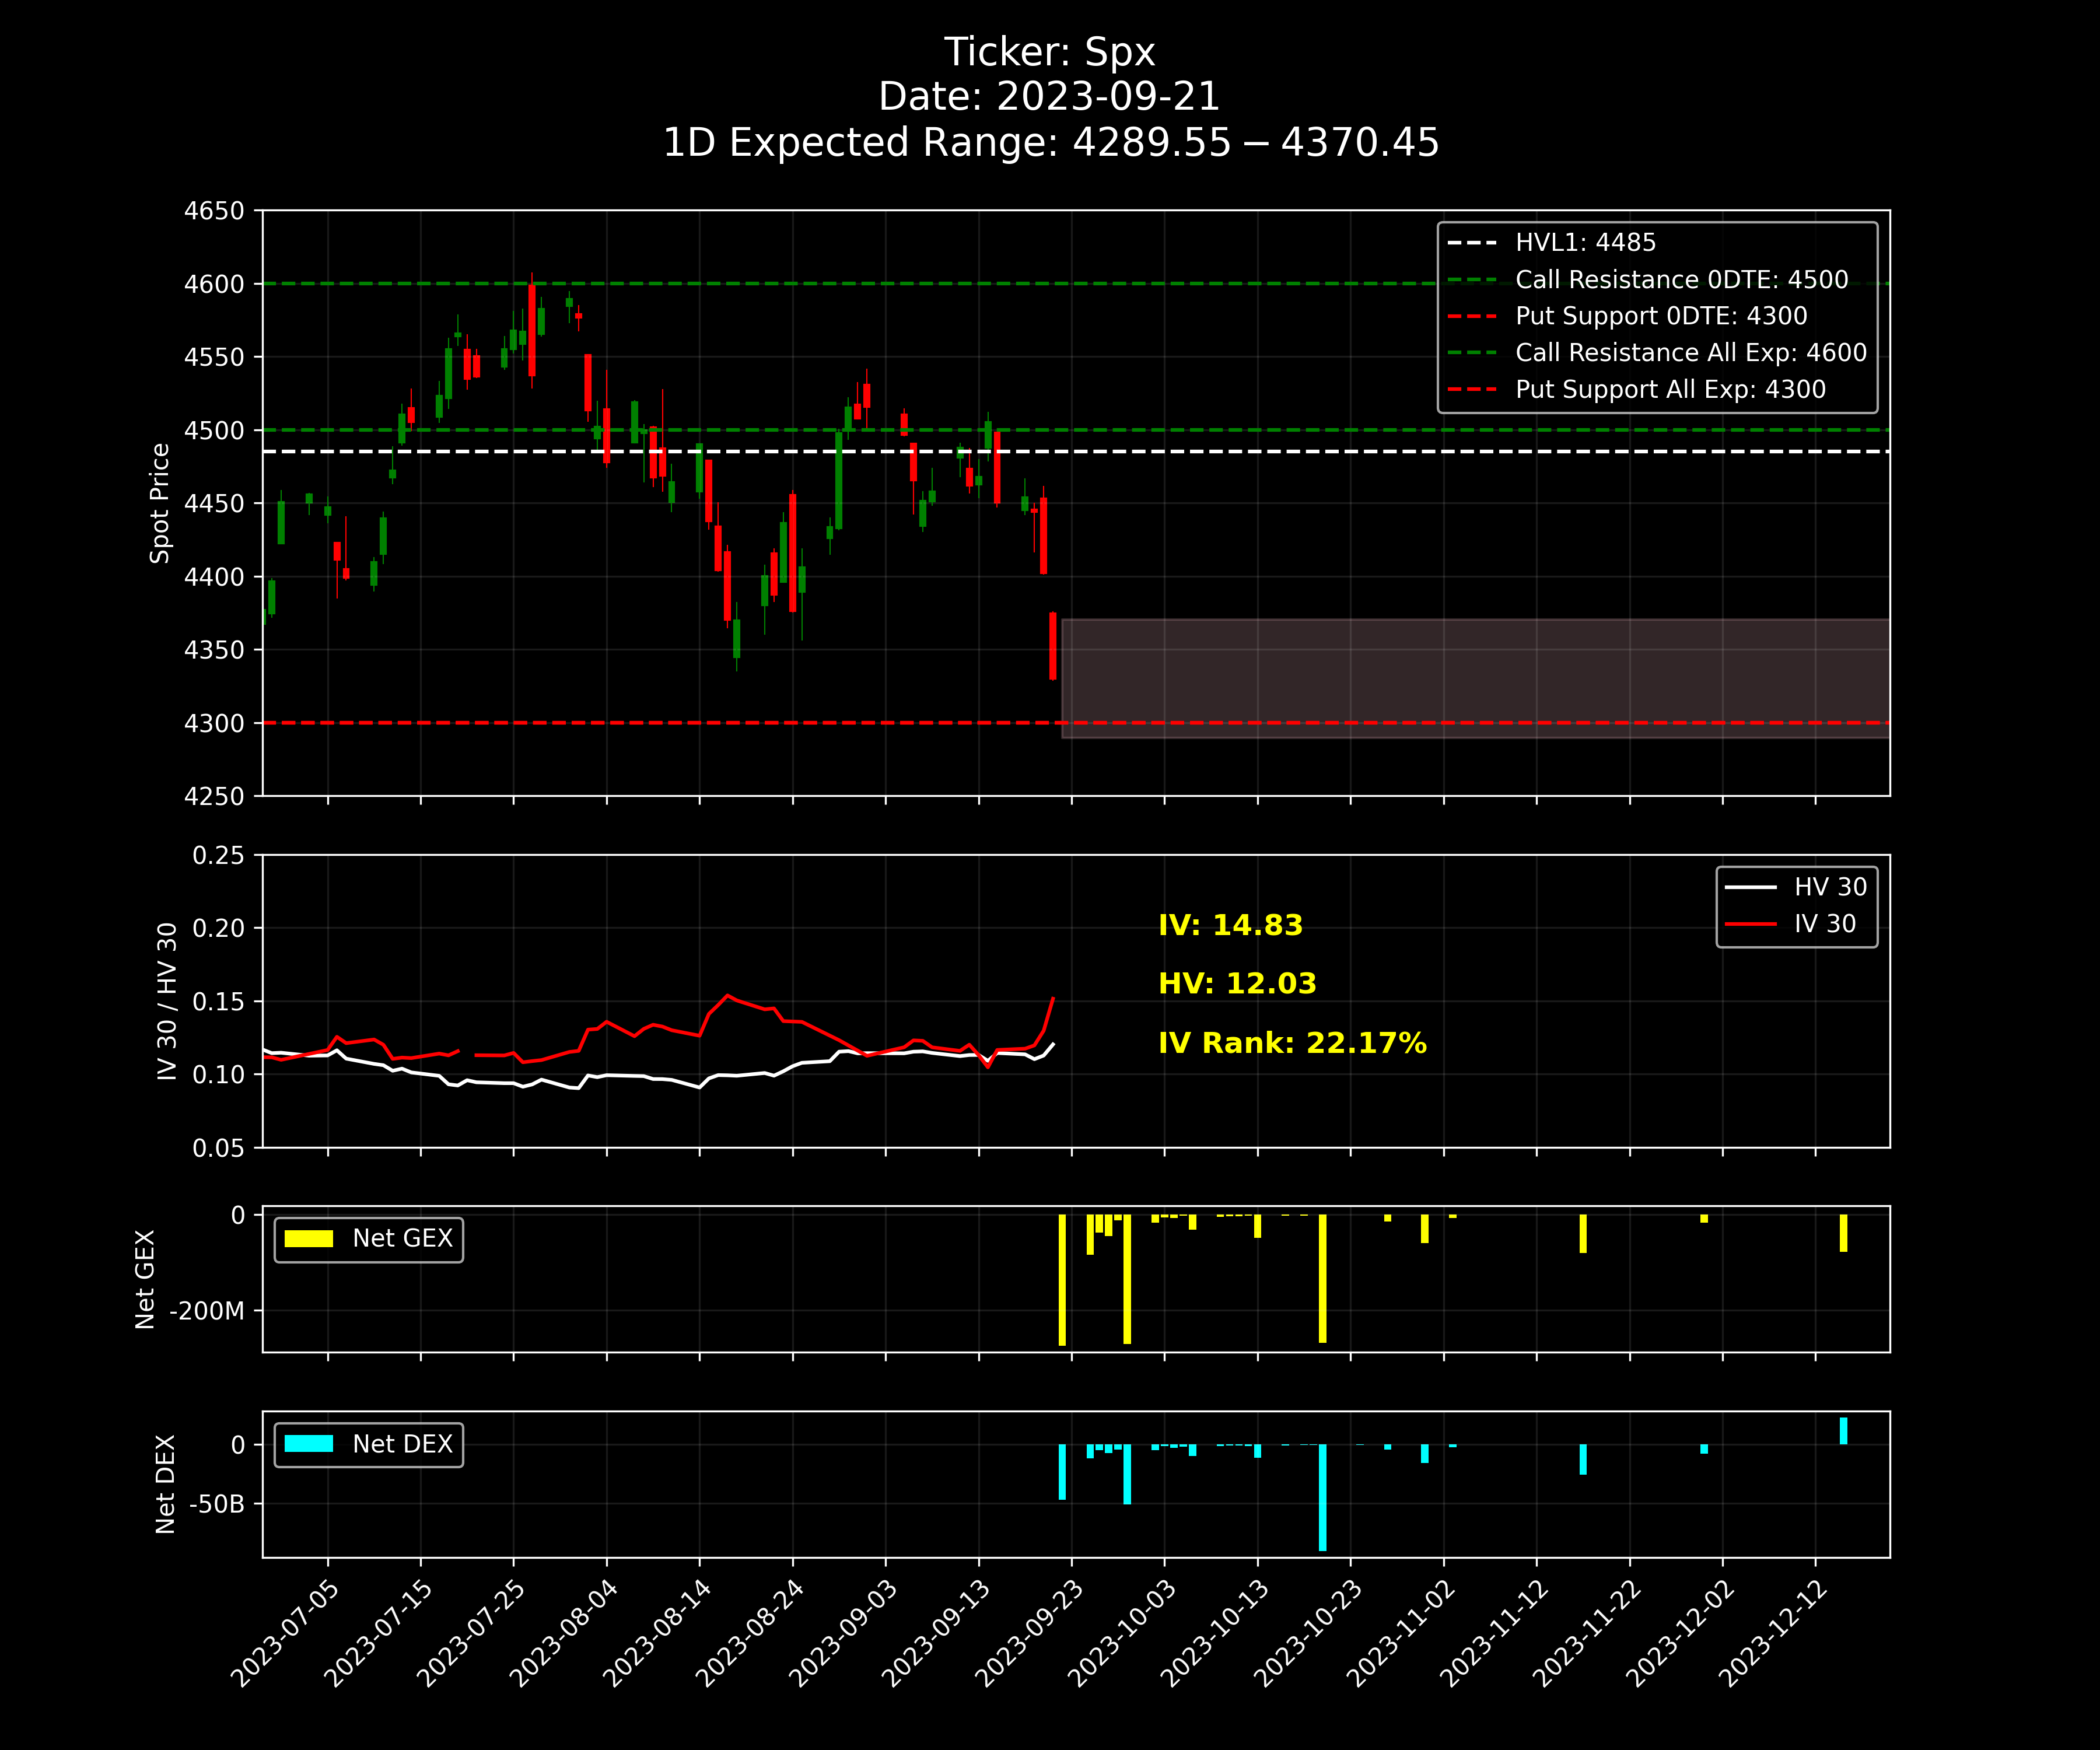 Ticker: Spx
Date: 2023-09-21
1D Expected Range: 4289.55 − 4370.45
Spot Price
4650
4600
4550
4500
4450
4400
4350
4300
4250
HVL1: 4485
Call Resistance 0DTE: 4500
Put Support 0DTE: 4300
Call Resistance All Exp: 4600
Put Support All Exp: 4300
IV 30 / HV 30
0.25
0.20
0.15
0.10
0.05
IV: 14.83
HV: 12.03
IV Rank: 22.17%
HV 30
IV 30
Net GEX
0
-200M
Net GEX
Net DEX
0
-50B
Net DEX
2023-07-05
2023-07-15
2023-07-25
2023-08-04
2023-08-14
2023-08-24
2023-09-03
2023-09-13
2023-09-23
2023-10-03
2023-10-13
2023-10-23
2023-11-02
2023-11-12
2023-11-22
2023-12-02
2023-12-12